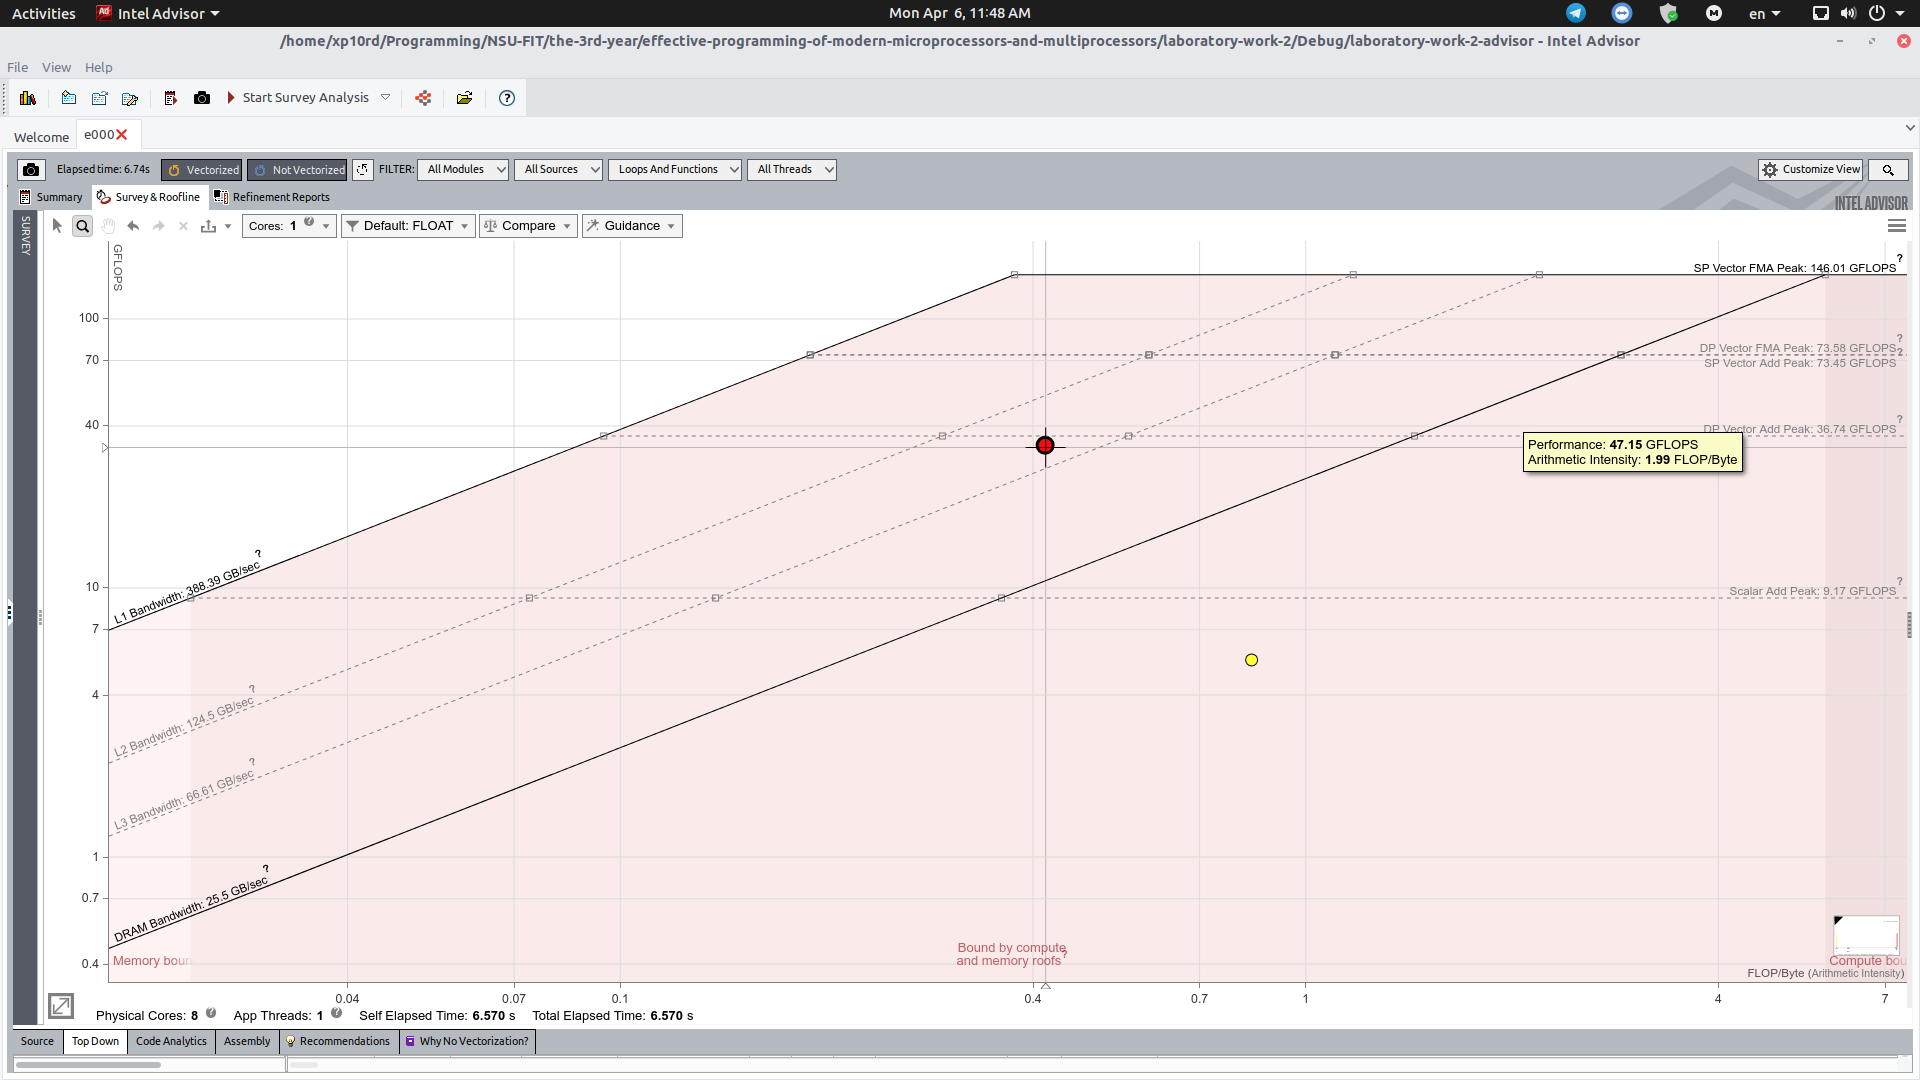 Activities Intel Advisor Mon Apr 6, 11:48 AM en
/home/xp10rd/Programming/NSU-FIT/the-3rd-year/effective-programming-of-modern-microprocessors-and-multiprocessors/laboratory-work-2/Debug/laboratory-work-2-advisor - Intel Advisor
File View Help
Start Survey Analysis
Welcome e000
Elapsed time: 6.74s Vectorized Not Vectorized FILTER: All Modules All Sources Loops And Functions All Threads Customize View
Summary Survey & Roofline Refinement Reports INTEL ADVISOR
SURVEY
Cores: 1 Default: FLOAT Compare Guidance
GFLOPS
SP Vector FMA Peak: 146.01 GFLOPS ?
100
DP Vector FMA Peak: 73.58 GFLOPS ?
70
SP Vector Add Peak: 73.45 GFLOPS ?
40
DP Vector Add Peak: 36.74 GFLOPS ?
Performance: 47.15 GFLOPS
Arithmetic Intensity: 1.99 FLOP/Byte
L1 Bandwidth: 388.39 GB/sec ?
10
Scalar Add Peak: 9.17 GFLOPS ?
7
4
L2 Bandwidth: 124.5 GB/sec ?
L3 Bandwidth: 66.61 GB/sec ?
1
0.7
DRAM Bandwidth: 25.5 GB/sec ?
0.4
Memory boun
Bound by compute
and memory roofs ?
Compute bou
FLOP/Byte (Arithmetic Intensity)
0.04 0.07 0.1 0.4 0.7 1 4 7
Physical Cores: 8 App Threads: 1 Self Elapsed Time: 6.570 s Total Elapsed Time: 6.570 s
Source Top Down Code Analytics Assembly Recommendations Why No Vectorization?